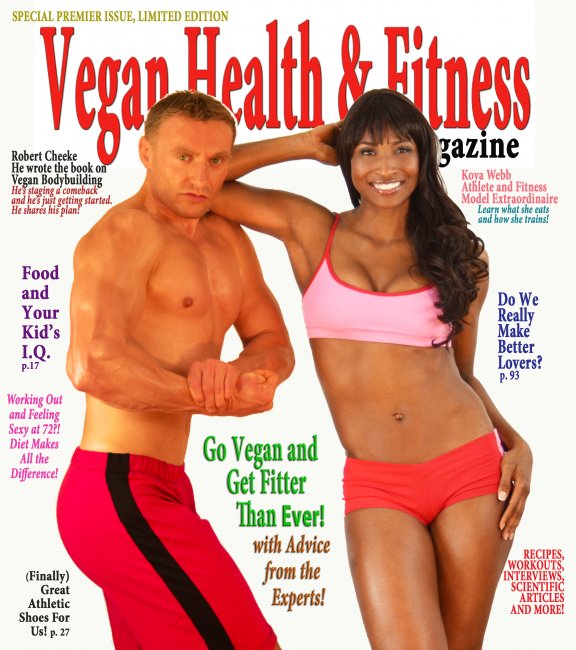 SPECIAL PREMIER ISSUE, LIMITED EDITION
Vegan Health & Fitness
gazine
Robert Cheeke
He wrote the book on
Vegan Bodybuilding
He's staging a comeback
and he's just getting started.
He shares his plan!
Koya Webb
Athlete and Fitness
Model Extraordinaire
Learn what she eats
and how she trains!
Food
and
Your
Kid's
I.Q.
p.17
Do We
Really
Make
Better
Lovers?
p. 93
Working Out
and Feeling
Sexy at 72?!
Diet Makes
All the
Difference!
Go Vegan and
Get Fitter
Than Ever!
with Advice
from the
Experts!
(Finally)
Great
Athletic
Shoes For
Us! p. 27
RECIPES,
WORKOUTS,
INTERVIEWS,
SCIENTIFIC
ARTICLES
AND MORE!